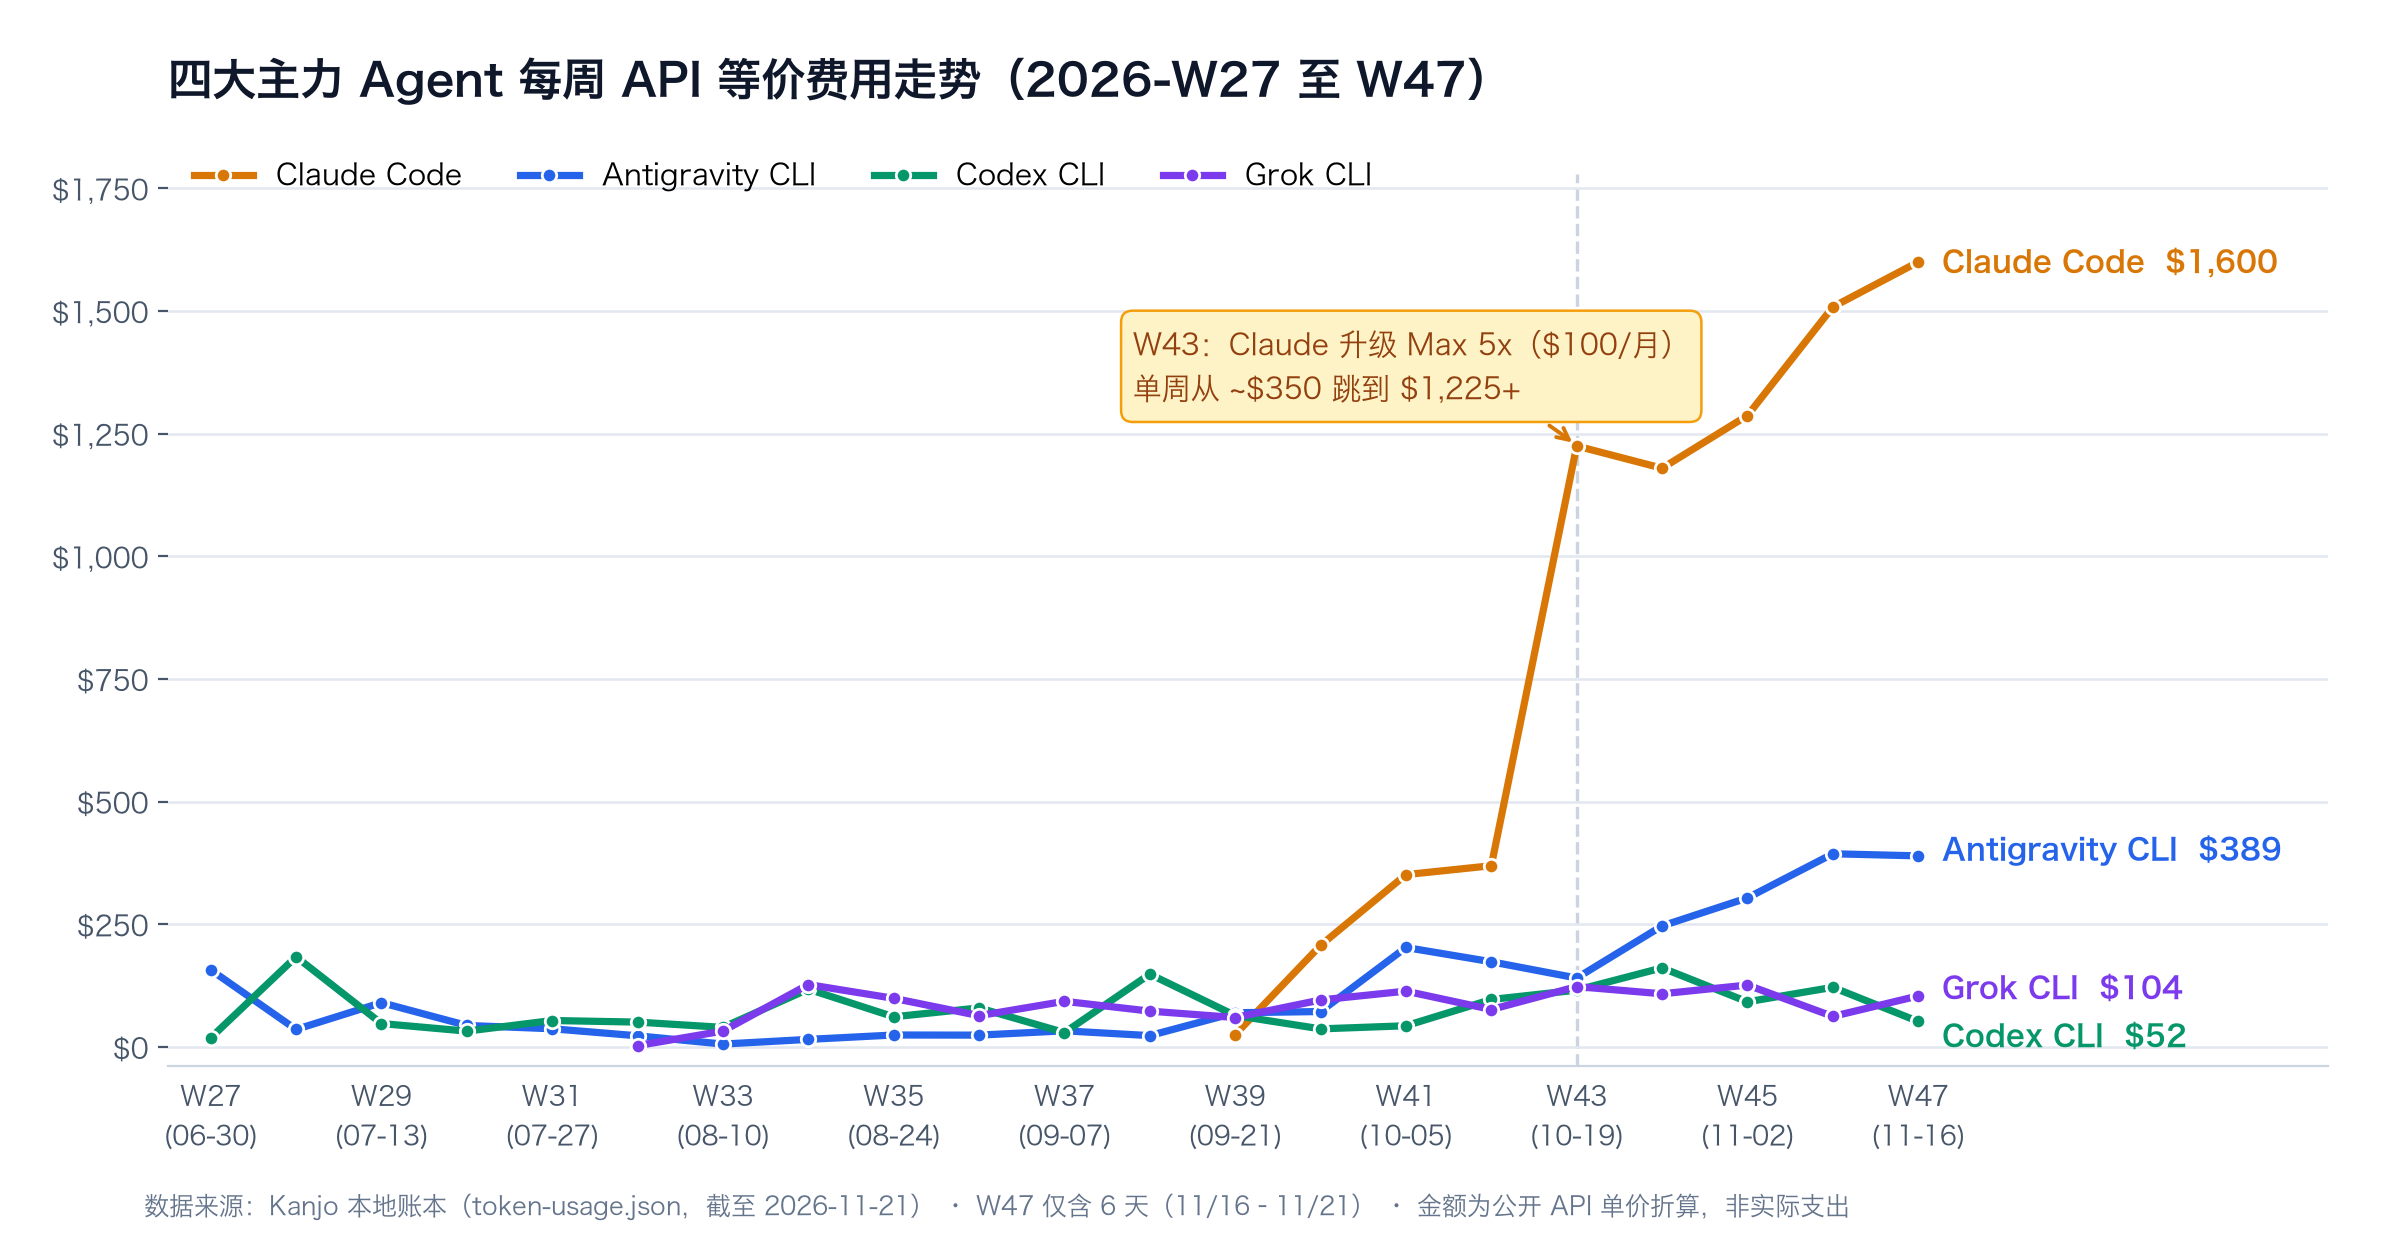 四大主力 Agent 每周 API 等价费用走势（2026-W27 至 W47）
Claude Code
Antigravity CLI
Codex CLI
Grok CLI
$1,750
$1,500
$1,250
$1,000
$750
$500
$250
$0
W43：Claude 升级 Max 5x（$100/月）
单周从 ~$350 跳到 $1,225+
Claude Code $1,600
Antigravity CLI $389
Grok CLI $104
Codex CLI $52
W27
(06-30)
W29
(07-13)
W31
(07-27)
W33
(08-10)
W35
(08-24)
W37
(09-07)
W39
(09-21)
W41
(10-05)
W43
(10-19)
W45
(11-02)
W47
(11-16)
数据来源：Kanjo 本地账本（token-usage.json，截至 2026-11-21） · W47 仅含 6 天（11/16 - 11/21） · 金额为公开 API 单价折算，非实际支出